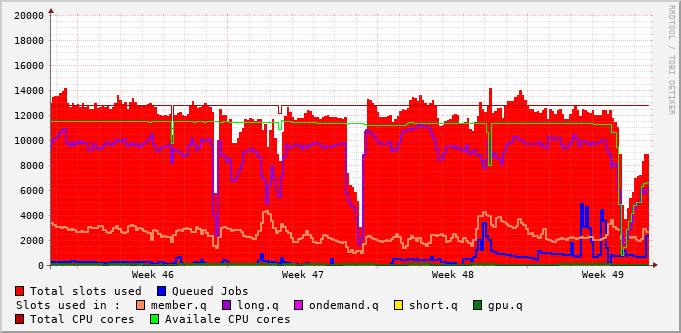 20000
18000
16000
14000
12000
10000
8000
6000
4000
2000
0
Week 46 Week 47 Week 48 Week 49
Total slots used Queued Jobs
Slots used in : member.q long.q ondemand.q short.q gpu.q
Total CPU cores Availale CPU cores
RRDTOOL / TOBI OETIKER